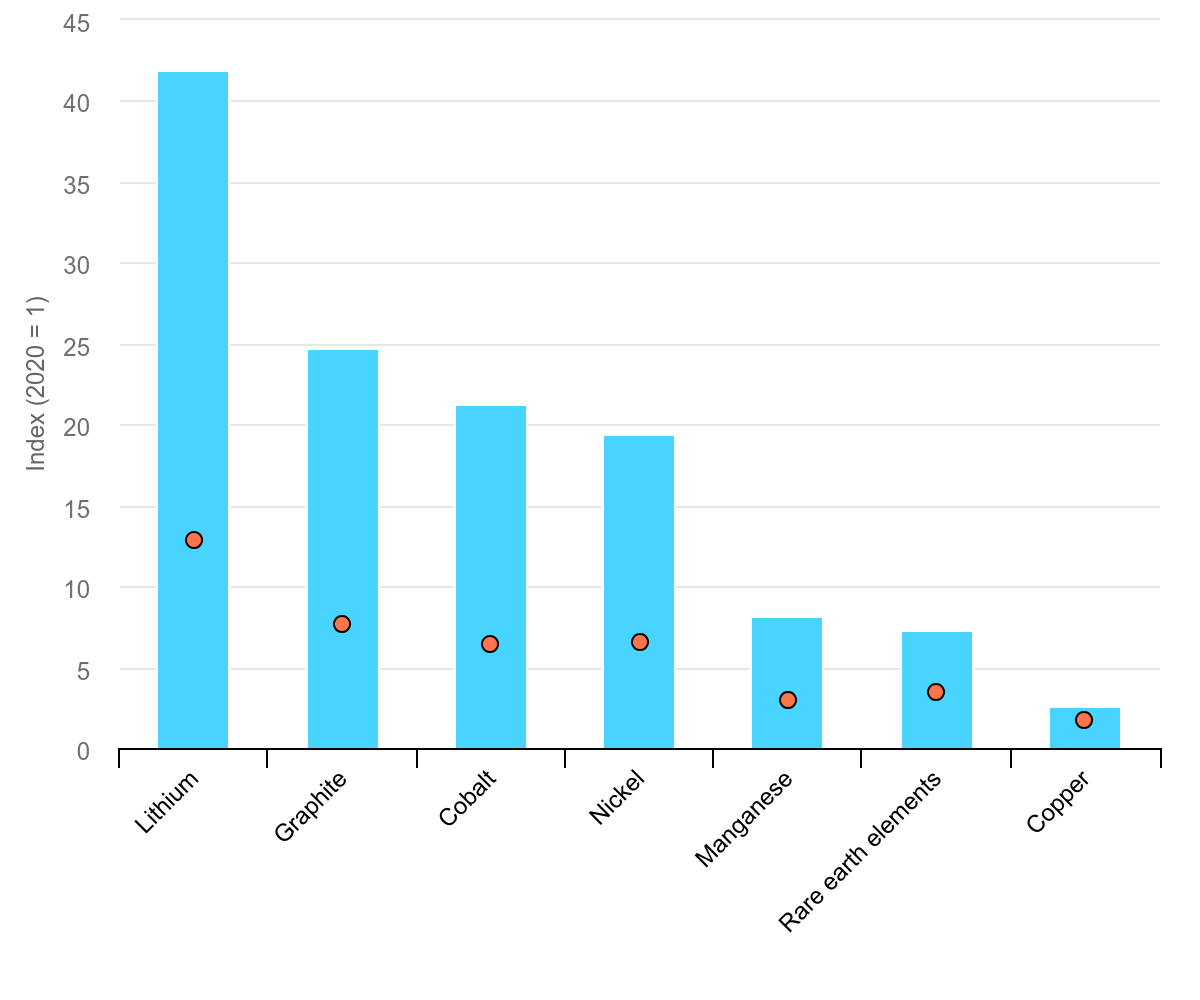 45
40
35
30
25
20
15
10
5
0
Index (2020 = 1)
Lithium
Graphite
Cobalt
Nickel
Manganese
Rare earth elements
Copper